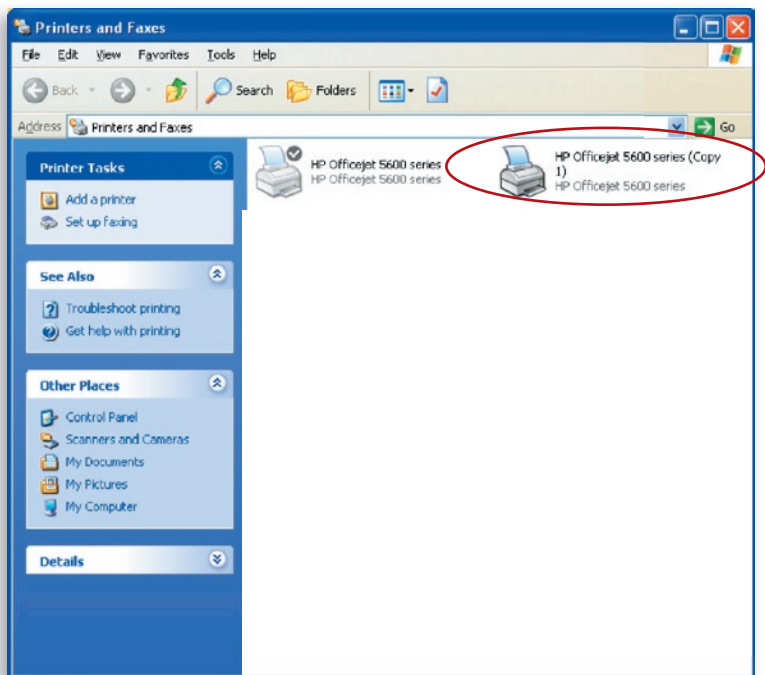 Printers and Faxes
File Edit View Favorites Tools Help
Back Search Folders
Address Printers and Faxes Go
Printer Tasks
Add a printer
Set up faxing
See Also
Troubleshoot printing
Get help with printing
Other Places
Control Panel
Scanners and Cameras
My Documents
My Pictures
My Computer
Details
HP Officejet 5600 series
HP Officejet 5600 series
HP Officejet 5600 series (Copy
1)
HP Officejet 5600 series